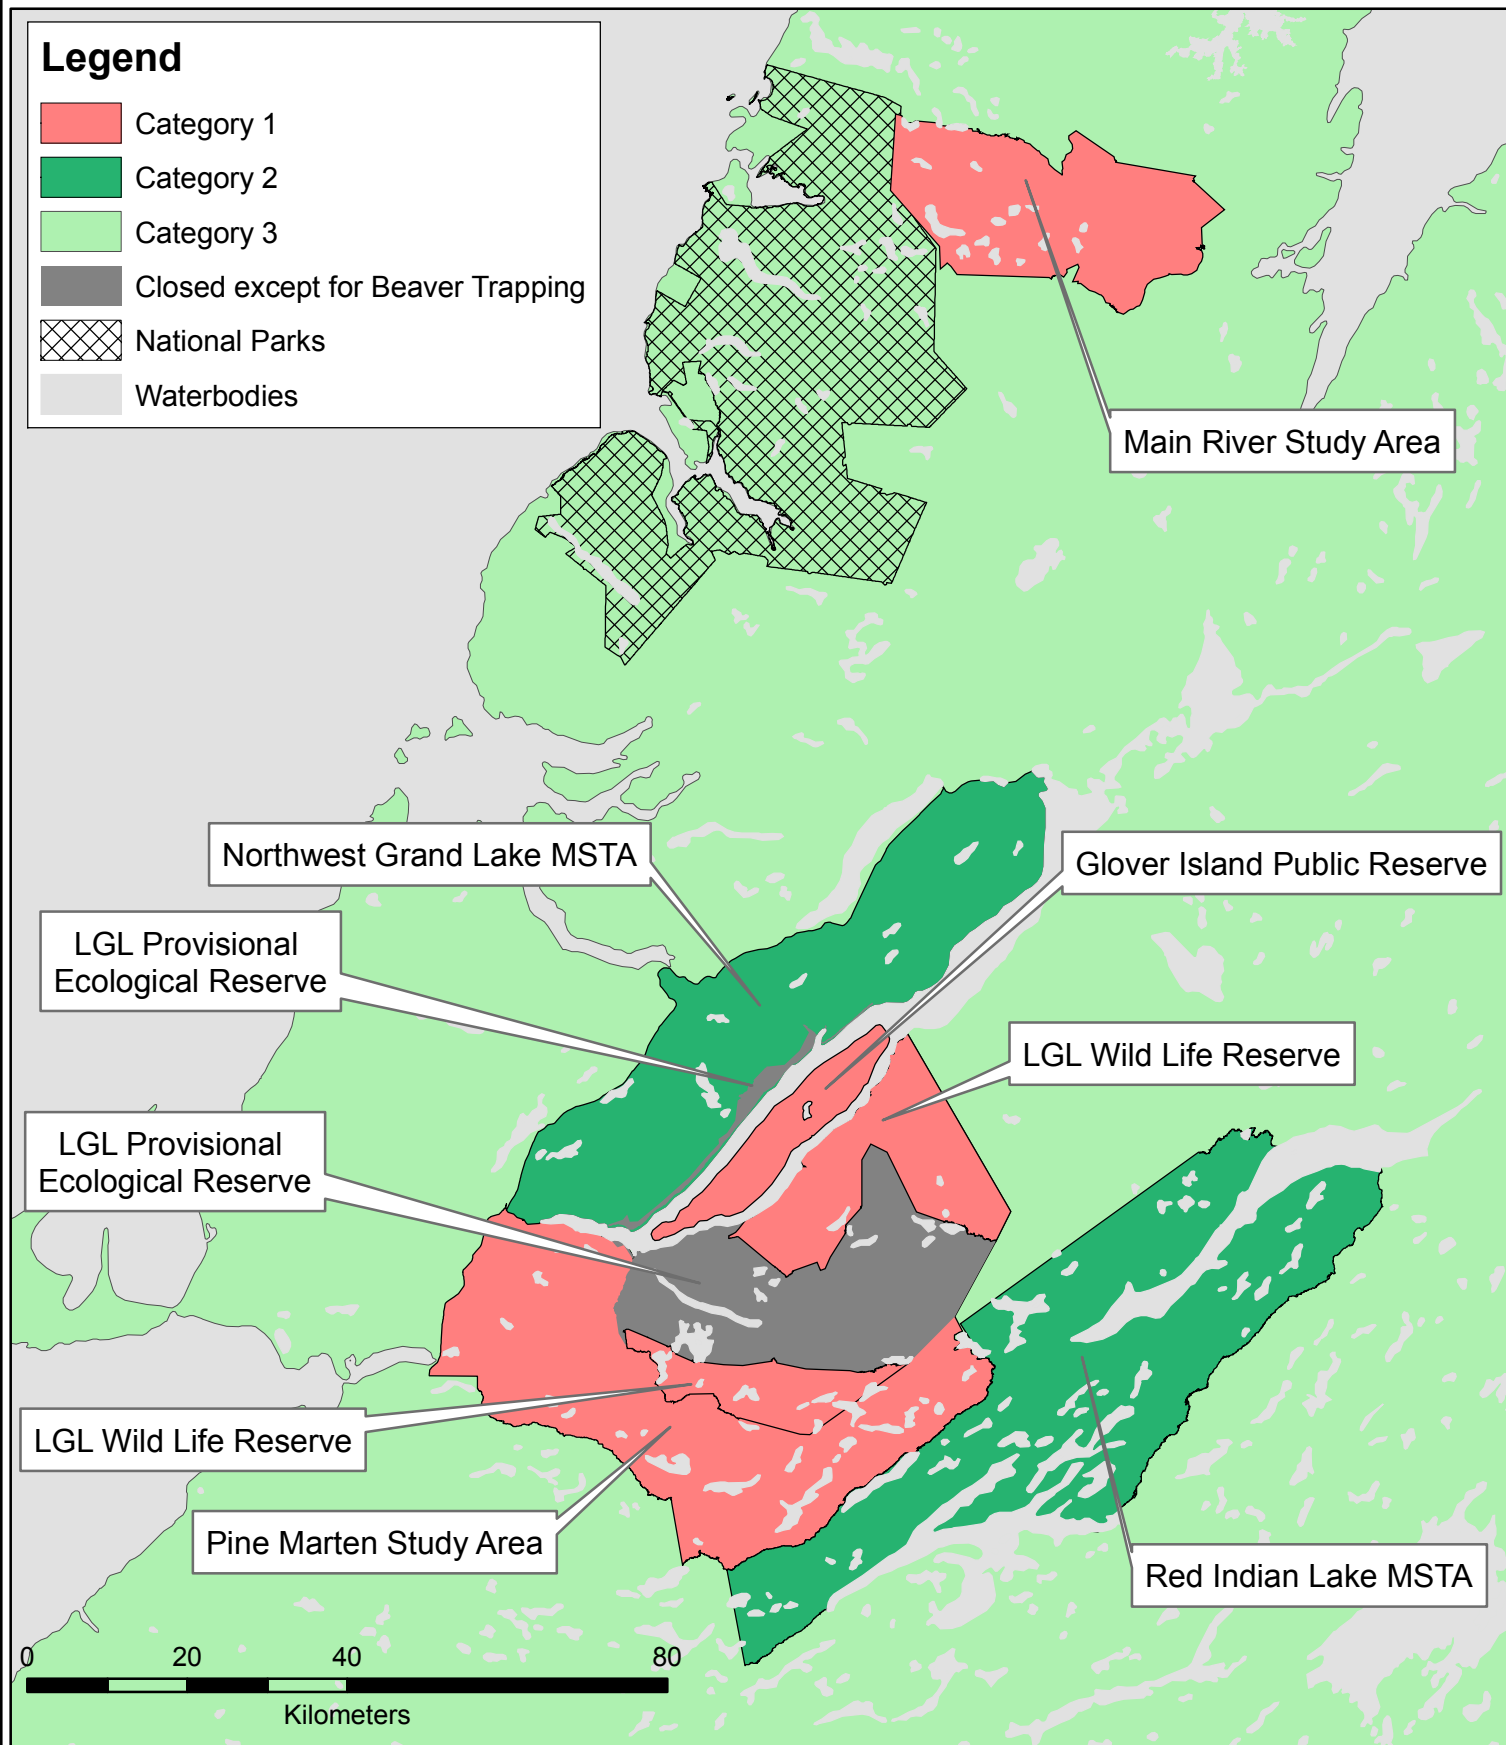 Legend
Category 1
Category 2
Category 3
Closed except for Beaver Trapping
National Parks
Waterbodies
Main River Study Area
Northwest Grand Lake MSTA
Glover Island Public Reserve
LGL Provisional
Ecological Reserve
LGL Wild Life Reserve
LGL Provisional
Ecological Reserve
LGL Wild Life Reserve
Pine Marten Study Area
Red Indian Lake MSTA
0 20 40 80
Kilometers